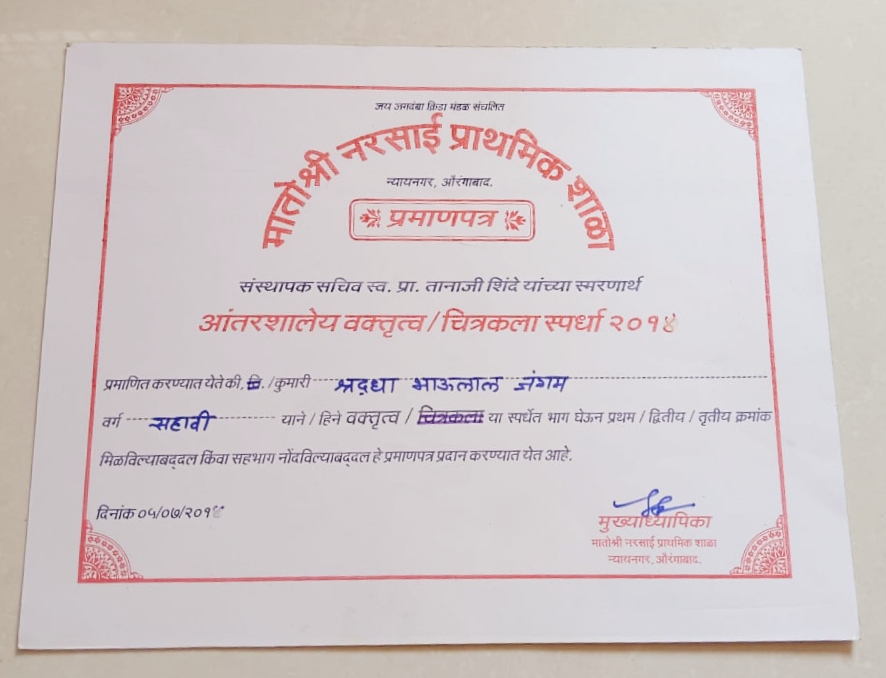 जय जगदंबा क्रिडा मंडळ संचलित
मातोश्री नरसाई प्राथमिक शाळा
न्यायनगर, औरंगाबाद.
प्रमाणपत्र
संस्थापक सचिव स्व. प्रा. तानाजी शिंदे यांच्या स्मरणार्थ
आंतरशालेय वक्तृत्व / चित्रकला स्पर्धा २०१४
प्रमाणित करण्यात येते की, चि. /कुमारी श्रद्धा भाऊलाल जंगम
वर्ग सहावी याने / हिने वक्तृत्व / चित्रकला या स्पर्धेत भाग घेऊन प्रथम / द्वितीय / तृतीय क्रमांक
मिळविल्याबद्दल किंवा सहभाग नोंदविल्याबद्दल हे प्रमाणपत्र प्रदान करण्यात येत आहे.
दिनांक ०५/०७/२०१
मुख्याध्यापिका
मातोश्री नरसाई प्राथमिक शाळा
न्यायनगर, औरंगाबाद.